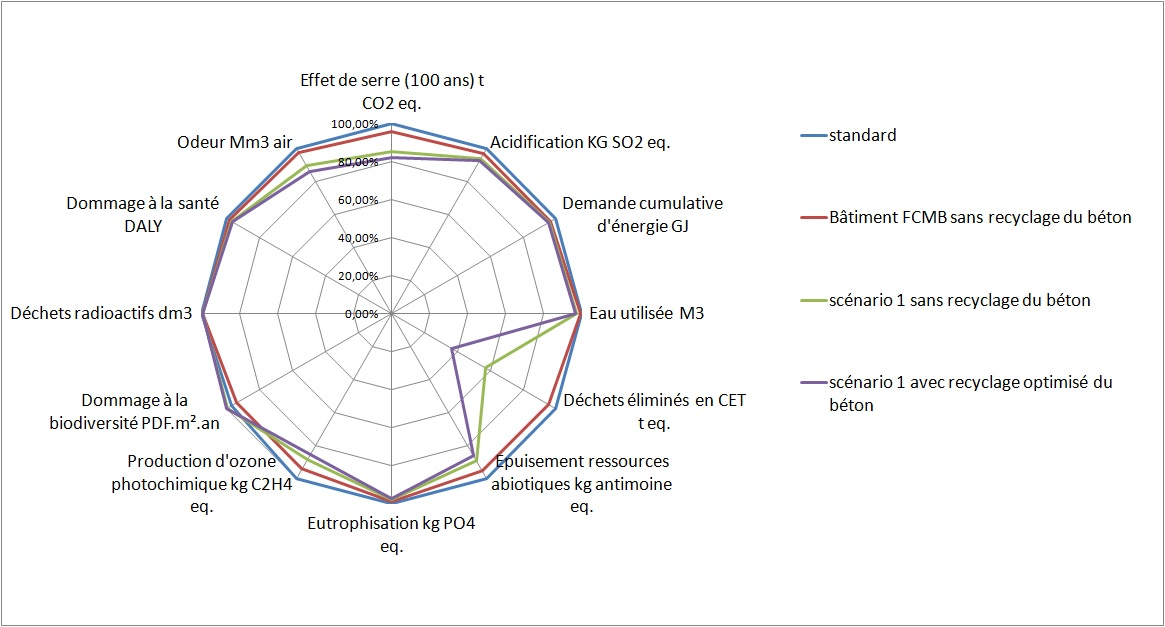 Effet de serre (100 ans) t
CO2 eq.
Acidification KG SO2 eq.
Demande cumulative
d'énergie GJ
Eau utilisée M3
Déchets éliminés en CET
t eq.
Epuisement ressources
abiotiques kg antimoine
eq.
Eutrophisation kg PO4
eq.
Production d'ozone
photochimique kg C2H4
eq.
Dommage à la
biodiversité PDF.m².an
Déchets radioactifs dm3
Dommage à la santé
DALY
Odeur Mm3 air
100,00%
80,00%
60,00%
40,00%
20,00%
0,00%
standard
Bâtiment FCMB sans recyclage du béton
scénario 1 sans recyclage du béton
scénario 1 avec recyclage optimisé du
béton